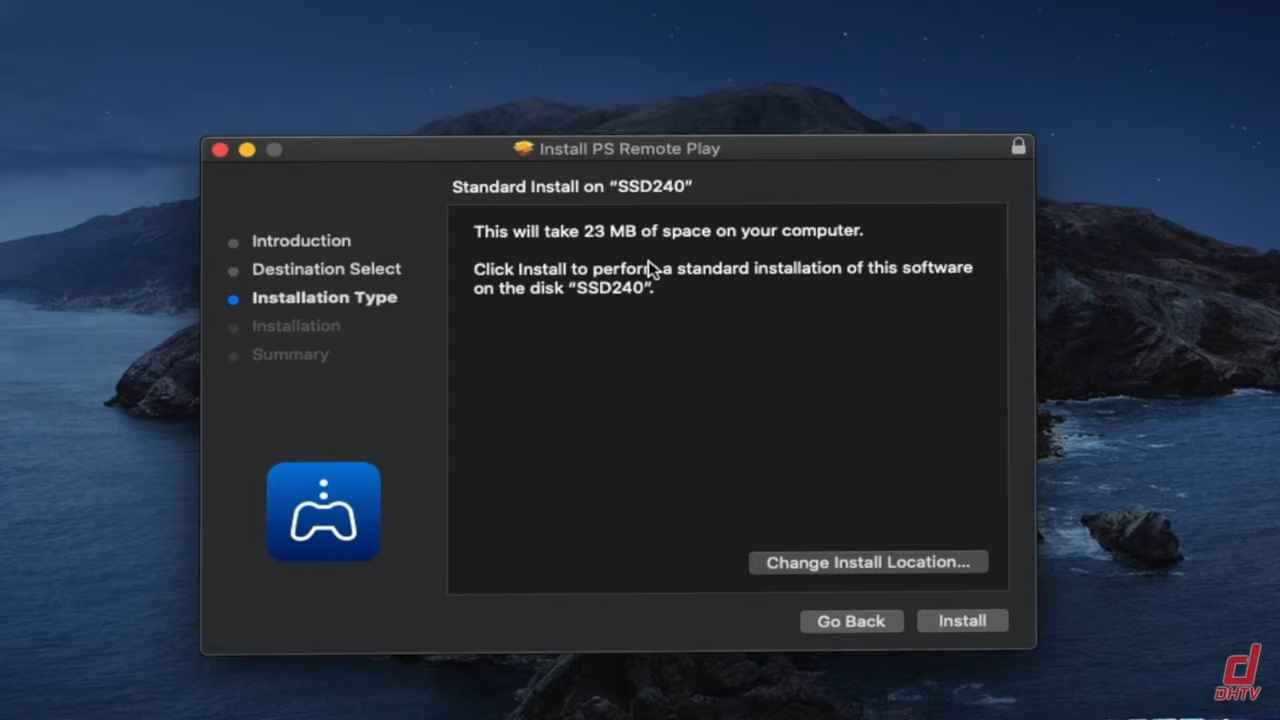 Install PS Remote Play
Standard Install on “SSD240”
Introduction
Destination Select
Installation Type
Installation
Summary
This will take 23 MB of space on your computer.
Click Install to perform a standard installation of this software
on the disk “SSD240”.
Change Install Location...
Go Back
Install
d
DHTV